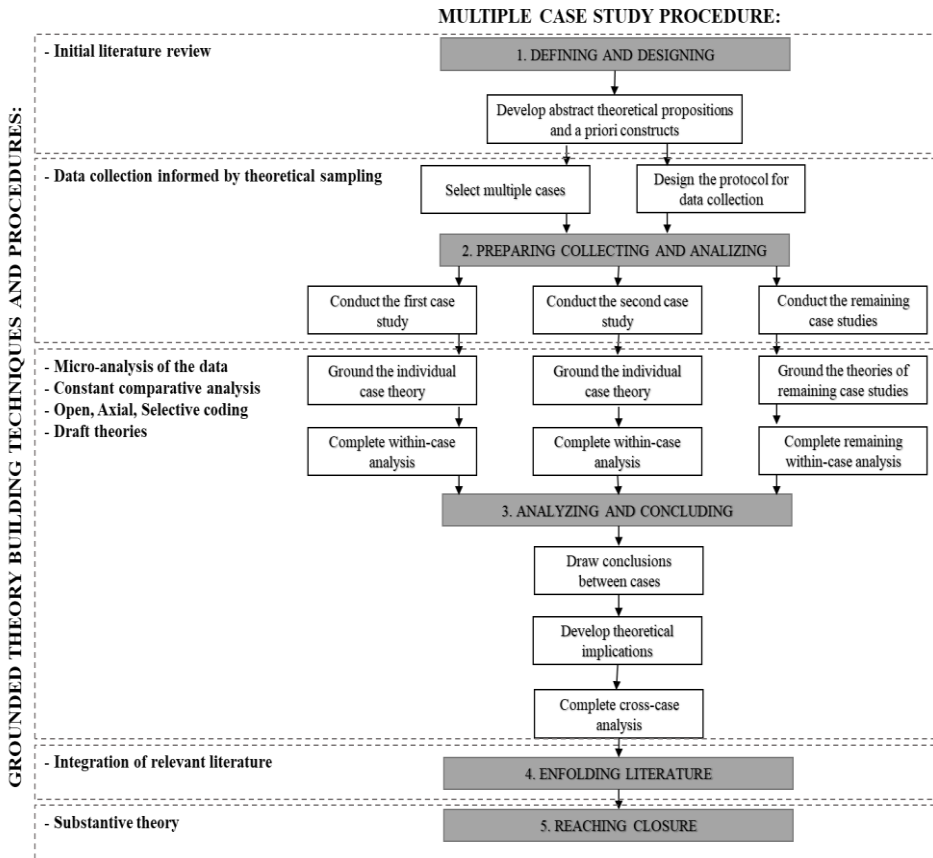 MULTIPLE CASE STUDY PROCEDURE:
GROUNDED THEORY BUILDING TECHNIQUES AND PROCEDURES:
- Initial literature review
1. DEFINING AND DESIGNING
Develop abstract theoretical propositions
and a priori constructs
- Data collection informed by theoretical sampling
Select multiple cases
Design the protocol for
data collection
2. PREPARING COLLECTING AND ANALIZING
Conduct the first case
study
Conduct the second case
study
Conduct the remaining
case studies
- Micro-analysis of the data
- Constant comparative analysis
- Open, Axial, Selective coding
- Draft theories
Ground the individual
case theory
Ground the individual
case theory
Ground the theories of
remaining case studies
Complete within-case
analysis
Complete within-case
analysis
Complete remaining
within-case analysis
3. ANALYZING AND CONCLUDING
Draw conclusions
between cases
Develop theoretical
implications
Complete cross-case
analysis
- Integration of relevant literature
4. ENFOLDING LITERATURE
- Substantive theory
5. REACHING CLOSURE